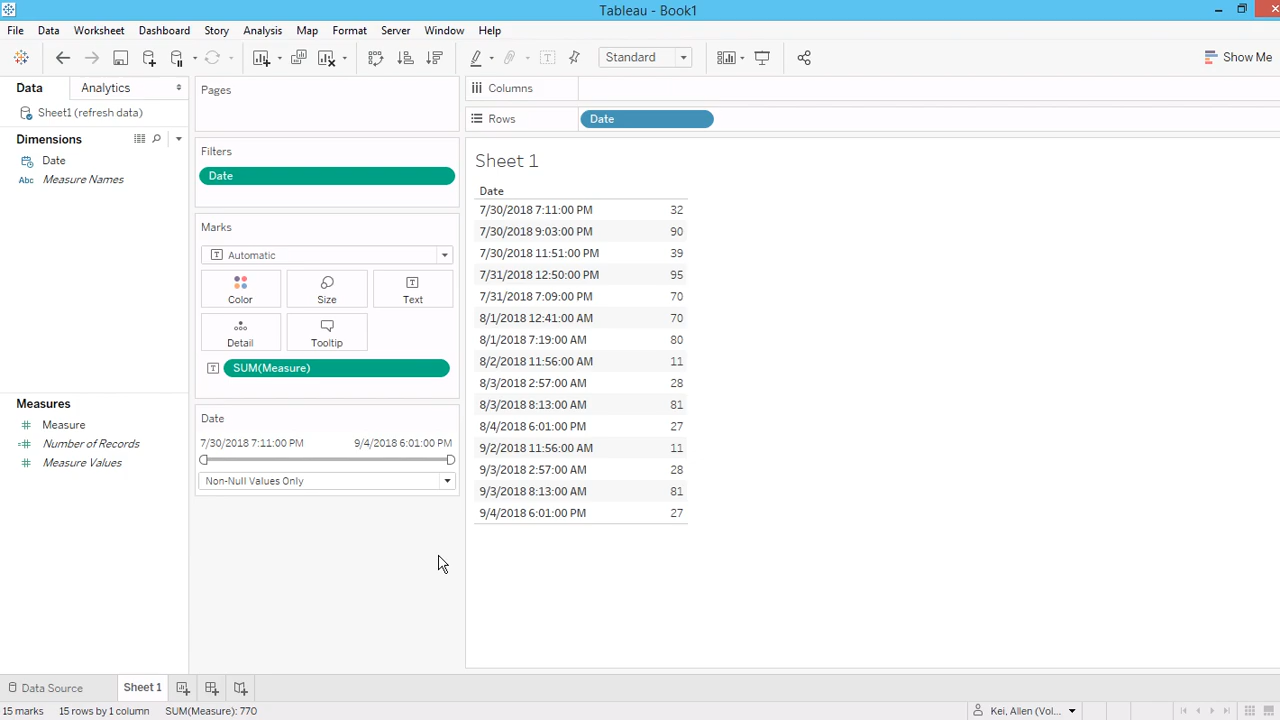 Tableau - Book1
File Data Worksheet Dashboard Story Analysis Map Format Server Window Help
Standard
Show Me
Data Analytics
Sheet1 (refresh data)
Dimensions
Date
Abc Measure Names
Measures
Measure
Number of Records
Measure Values
Pages
Filters
Date
Marks
Automatic
Color Size Text
Detail Tooltip
SUM(Measure)
Date
7/30/2018 7:11:00 PM 9/4/2018 6:01:00 PM
Non-Null Values Only
Columns
Rows Date
Sheet 1
Date
7/30/2018 7:11:00 PM 32
7/30/2018 9:03:00 PM 90
7/30/2018 11:51:00 PM 39
7/31/2018 12:50:00 PM 95
7/31/2018 7:09:00 PM 70
8/1/2018 12:41:00 AM 70
8/1/2018 7:19:00 AM 80
8/2/2018 11:56:00 AM 11
8/3/2018 2:57:00 AM 28
8/3/2018 8:13:00 AM 81
8/4/2018 6:01:00 PM 27
9/2/2018 11:56:00 AM 11
9/3/2018 2:57:00 AM 28
9/3/2018 8:13:00 AM 81
9/4/2018 6:01:00 PM 27
Data Source Sheet 1
15 marks 15 rows by 1 column SUM(Measure): 770 Kei, Allen (Vol...